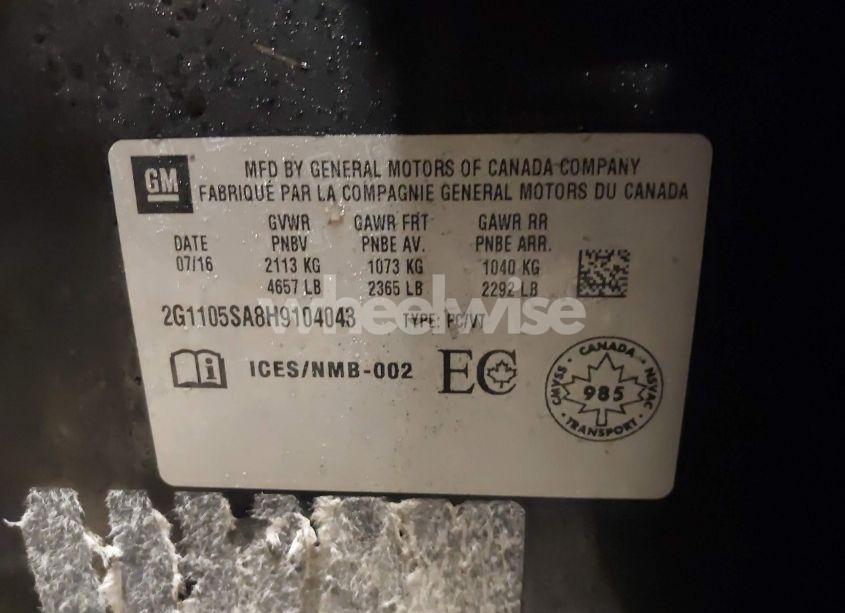 GM
MFD BY GENERAL MOTORS OF CANADA COMPANY
FABRIQUÉ PAR LA COMPAGNIE GENERAL MOTORS DU CANADA
GVWR GAWR FRT GAWR RR
DATE PNBV PNBE AV. PNBE ARR.
07/16 2113 KG 1073 KG 1040 KG
4657 LB 2365 LB 2292 LB
wheelwise
2G1105SA8H9104043 TYPE: PC/VT
i ICES/NMB-002 EC
CANADA
CMVSS 985 NSVAC
TRANSPORT